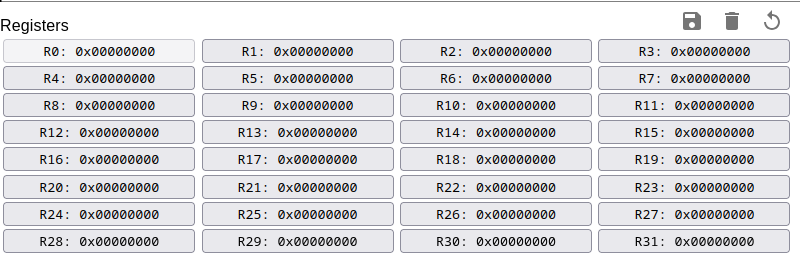 Registers
R0: 0x00000000 R1: 0x00000000 R2: 0x00000000 R3: 0x00000000
R4: 0x00000000 R5: 0x00000000 R6: 0x00000000 R7: 0x00000000
R8: 0x00000000 R9: 0x00000000 R10: 0x00000000 R11: 0x00000000
R12: 0x00000000 R13: 0x00000000 R14: 0x00000000 R15: 0x00000000
R16: 0x00000000 R17: 0x00000000 R18: 0x00000000 R19: 0x00000000
R20: 0x00000000 R21: 0x00000000 R22: 0x00000000 R23: 0x00000000
R24: 0x00000000 R25: 0x00000000 R26: 0x00000000 R27: 0x00000000
R28: 0x00000000 R29: 0x00000000 R30: 0x00000000 R31: 0x00000000